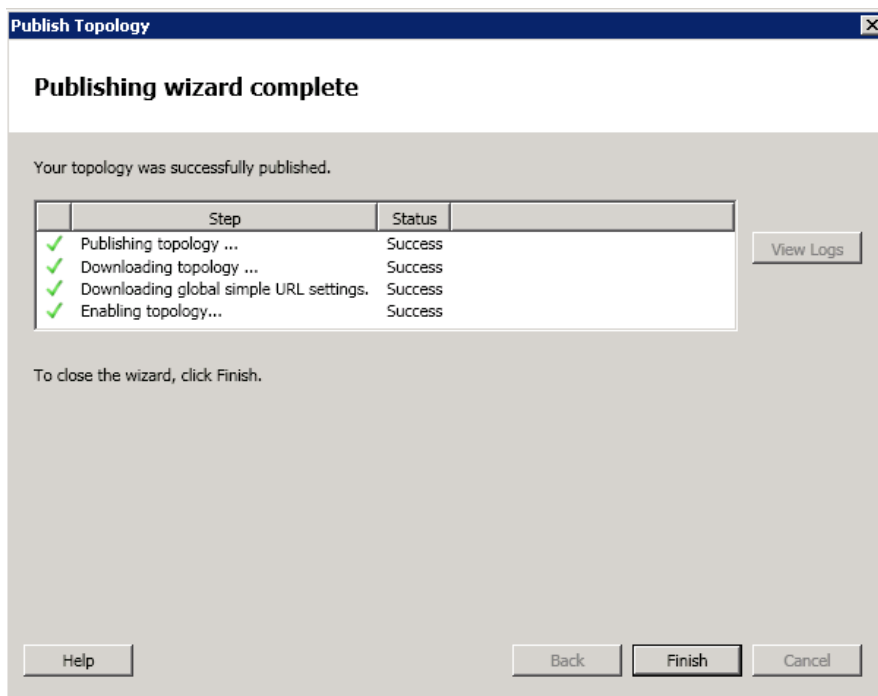 Publish Topology
Publishing wizard complete
Your topology was successfully published.
Step Status
Publishing topology ... Success
View Logs
Downloading topology ... Success
Downloading global simple URL settings. Success
Enabling topology... Success
To close the wizard, click Finish.
Help Back Finish Cancel